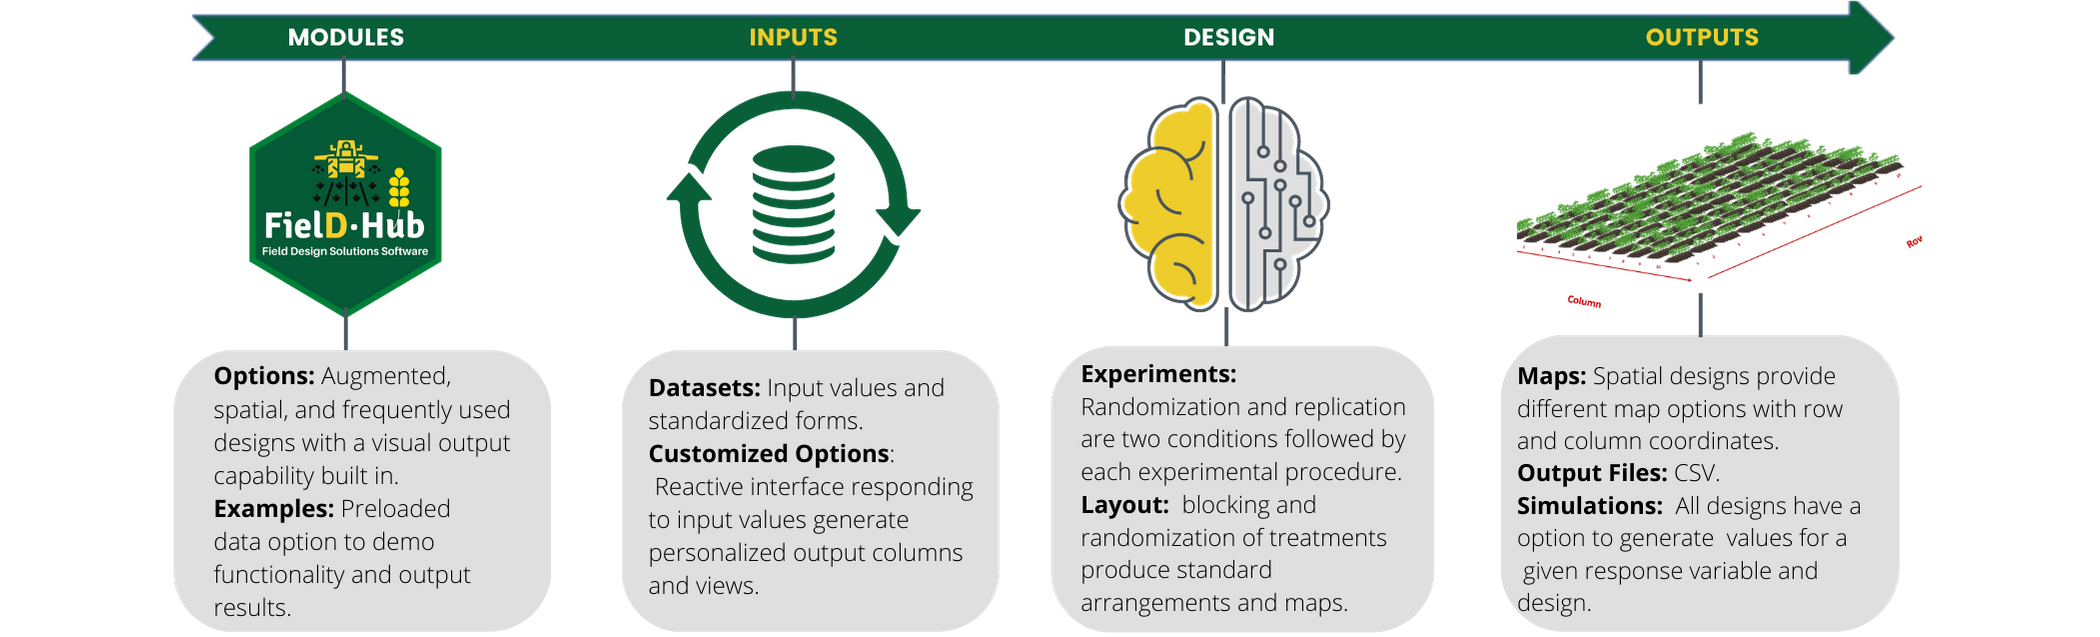 MODULES
INPUTS
DESIGN
OUTPUTS
FielD·Hub
Field Design Solutions Software
Column
Options: Augmented,
spatial, and frequently used
designs with a visual output
capability built in.
Examples: Preloaded
data option to demo
functionality and output
results.
Datasets: Input values and
standardized forms.
Customized Options:
Reactive interface responding
to input values generate
personalized output columns
and views.
Experiments:
Randomization and replication
are two conditions followed by
each experimental procedure.
Layout: blocking and
randomization of treatments
produce standard
arrangements and maps.
Maps: Spatial designs provide
different map options with row
and column coordinates.
Output Files: CSV.
Simulations: All designs have a
option to generate values for a
given response variable and
design.